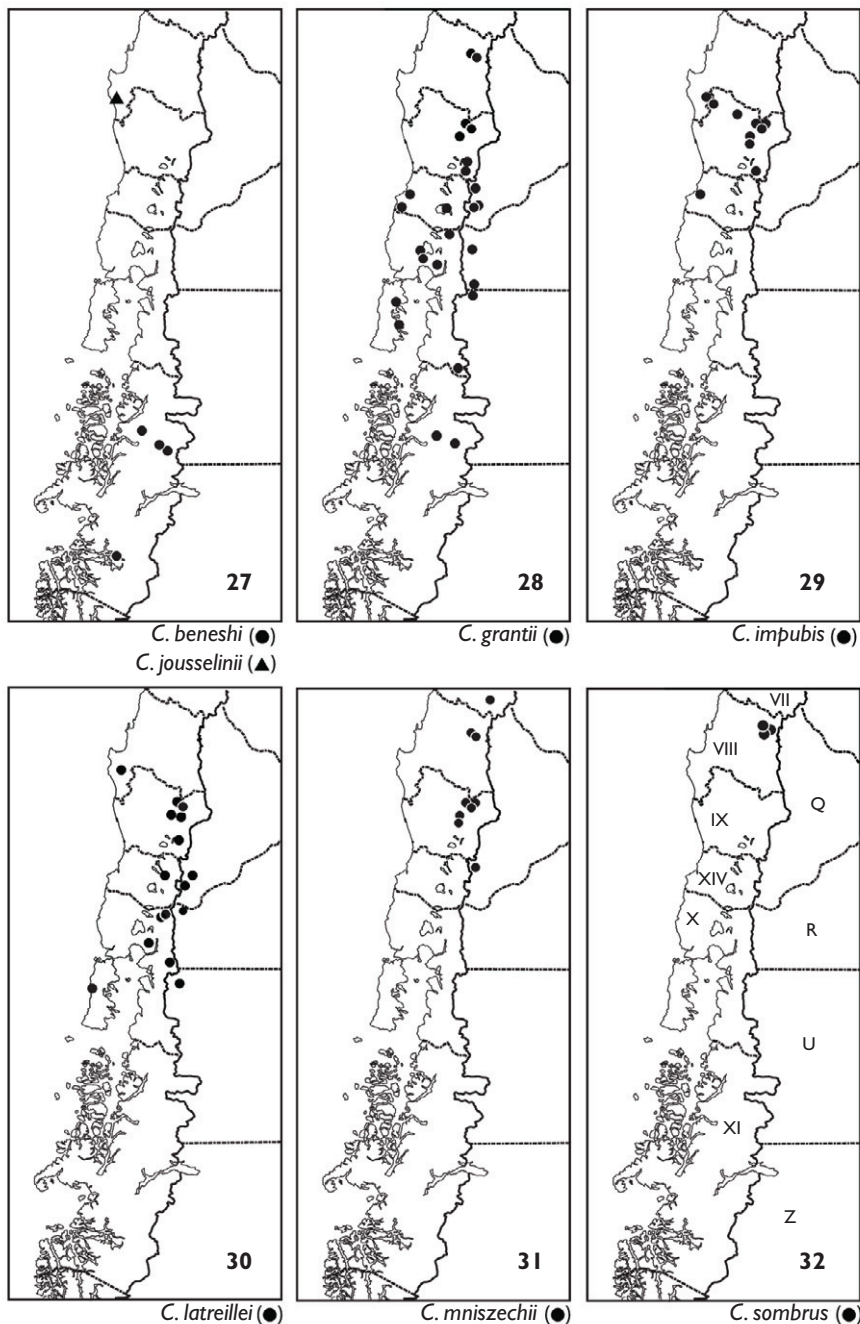 27
28
29
C. beneshi (●)
C. grantii (●)
C. impubis (●)
C. jousselinii (▲)
VII
VIII
Q
IX
XIV
X
R
U
XI
Z
30
31
32
C. latreillei (●)
C. mniszechii (●)
C. sombrus (●)